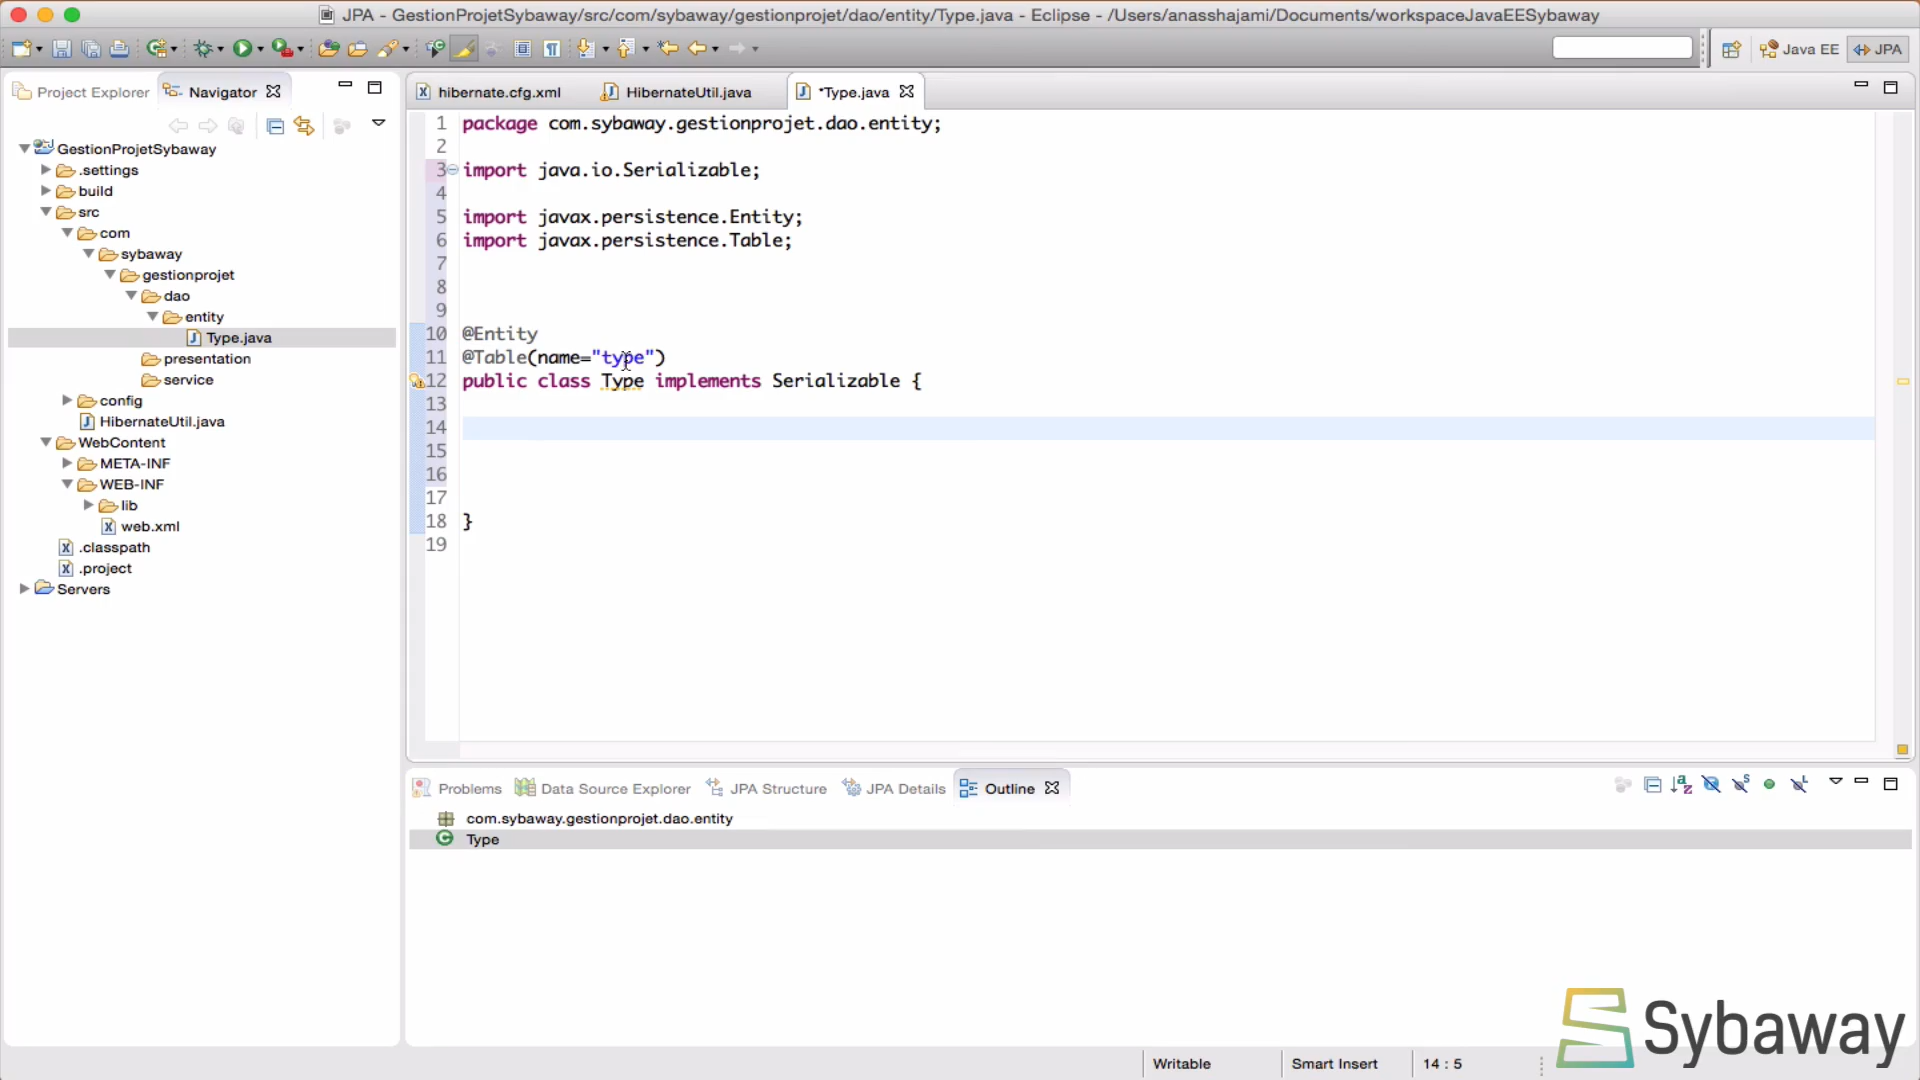 JPA - GestionProjetSybaway/src/com/sybaway/gestionprojet/dao/entity/Type.java - Eclipse - /Users/anasshajami/Documents/workspaceJavaEESybaway
Java EE
JPA
Project Explorer
Navigator
hibernate.cfg.xml
HibernateUtil.java
*Type.java
GestionProjetSybaway
.settings
build
src
com
sybaway
gestionprojet
dao
entity
Type.java
presentation
service
config
HibernateUtil.java
WebContent
META-INF
WEB-INF
lib
web.xml
.classpath
.project
Servers
1 package com.sybaway.gestionprojet.dao.entity;
2
3 import java.io.Serializable;
4
5 import javax.persistence.Entity;
6 import javax.persistence.Table;
7
8
9
10 @Entity
11 @Table(name="type")
12 public class Type implements Serializable {
13
14
15
16
17
18 }
19
Problems
Data Source Explorer
JPA Structure
JPA Details
Outline
com.sybaway.gestionprojet.dao.entity
Type
Writable
Smart Insert
14 : 5
Sybaway